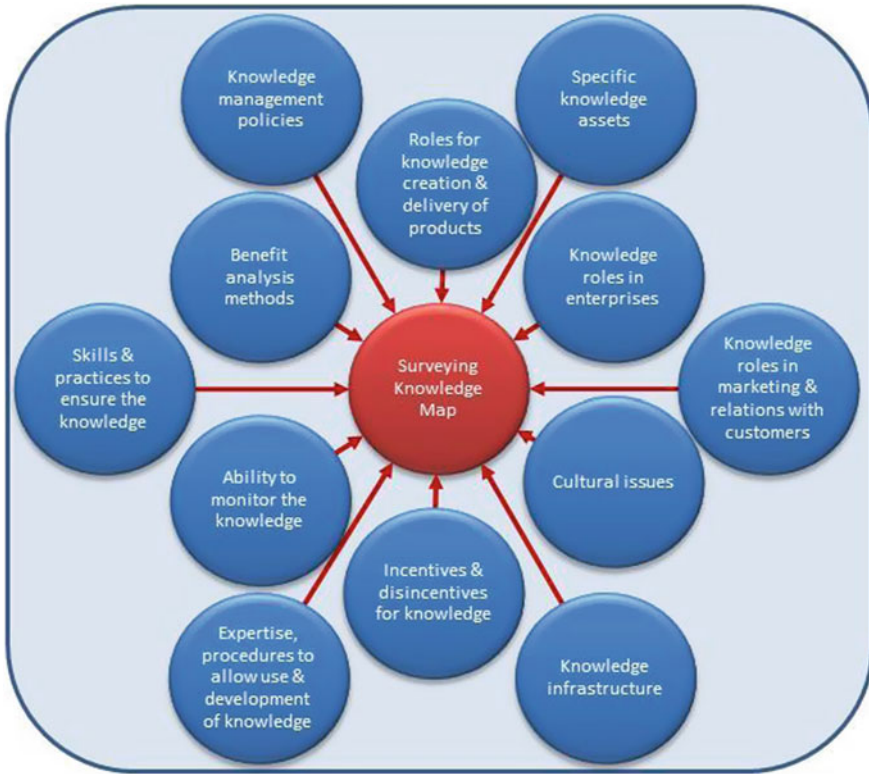 Knowledge
management
policies
Specific
knowledge
assets
Roles for
knowledge
creation &
delivery of
products
Benefit
analysis
methods
Knowledge
roles in
enterprises
Skills &
practices to
ensure the
knowledge
Surveying
Knowledge
Map
Knowledge
roles in
marketing &
relations with
customers
Ability to
monitor the
knowledge
Cultural issues
Incentives &
disincentives
for knowledge
Expertise,
procedures to
allow use &
development
of knowledge
Knowledge
infrastructure